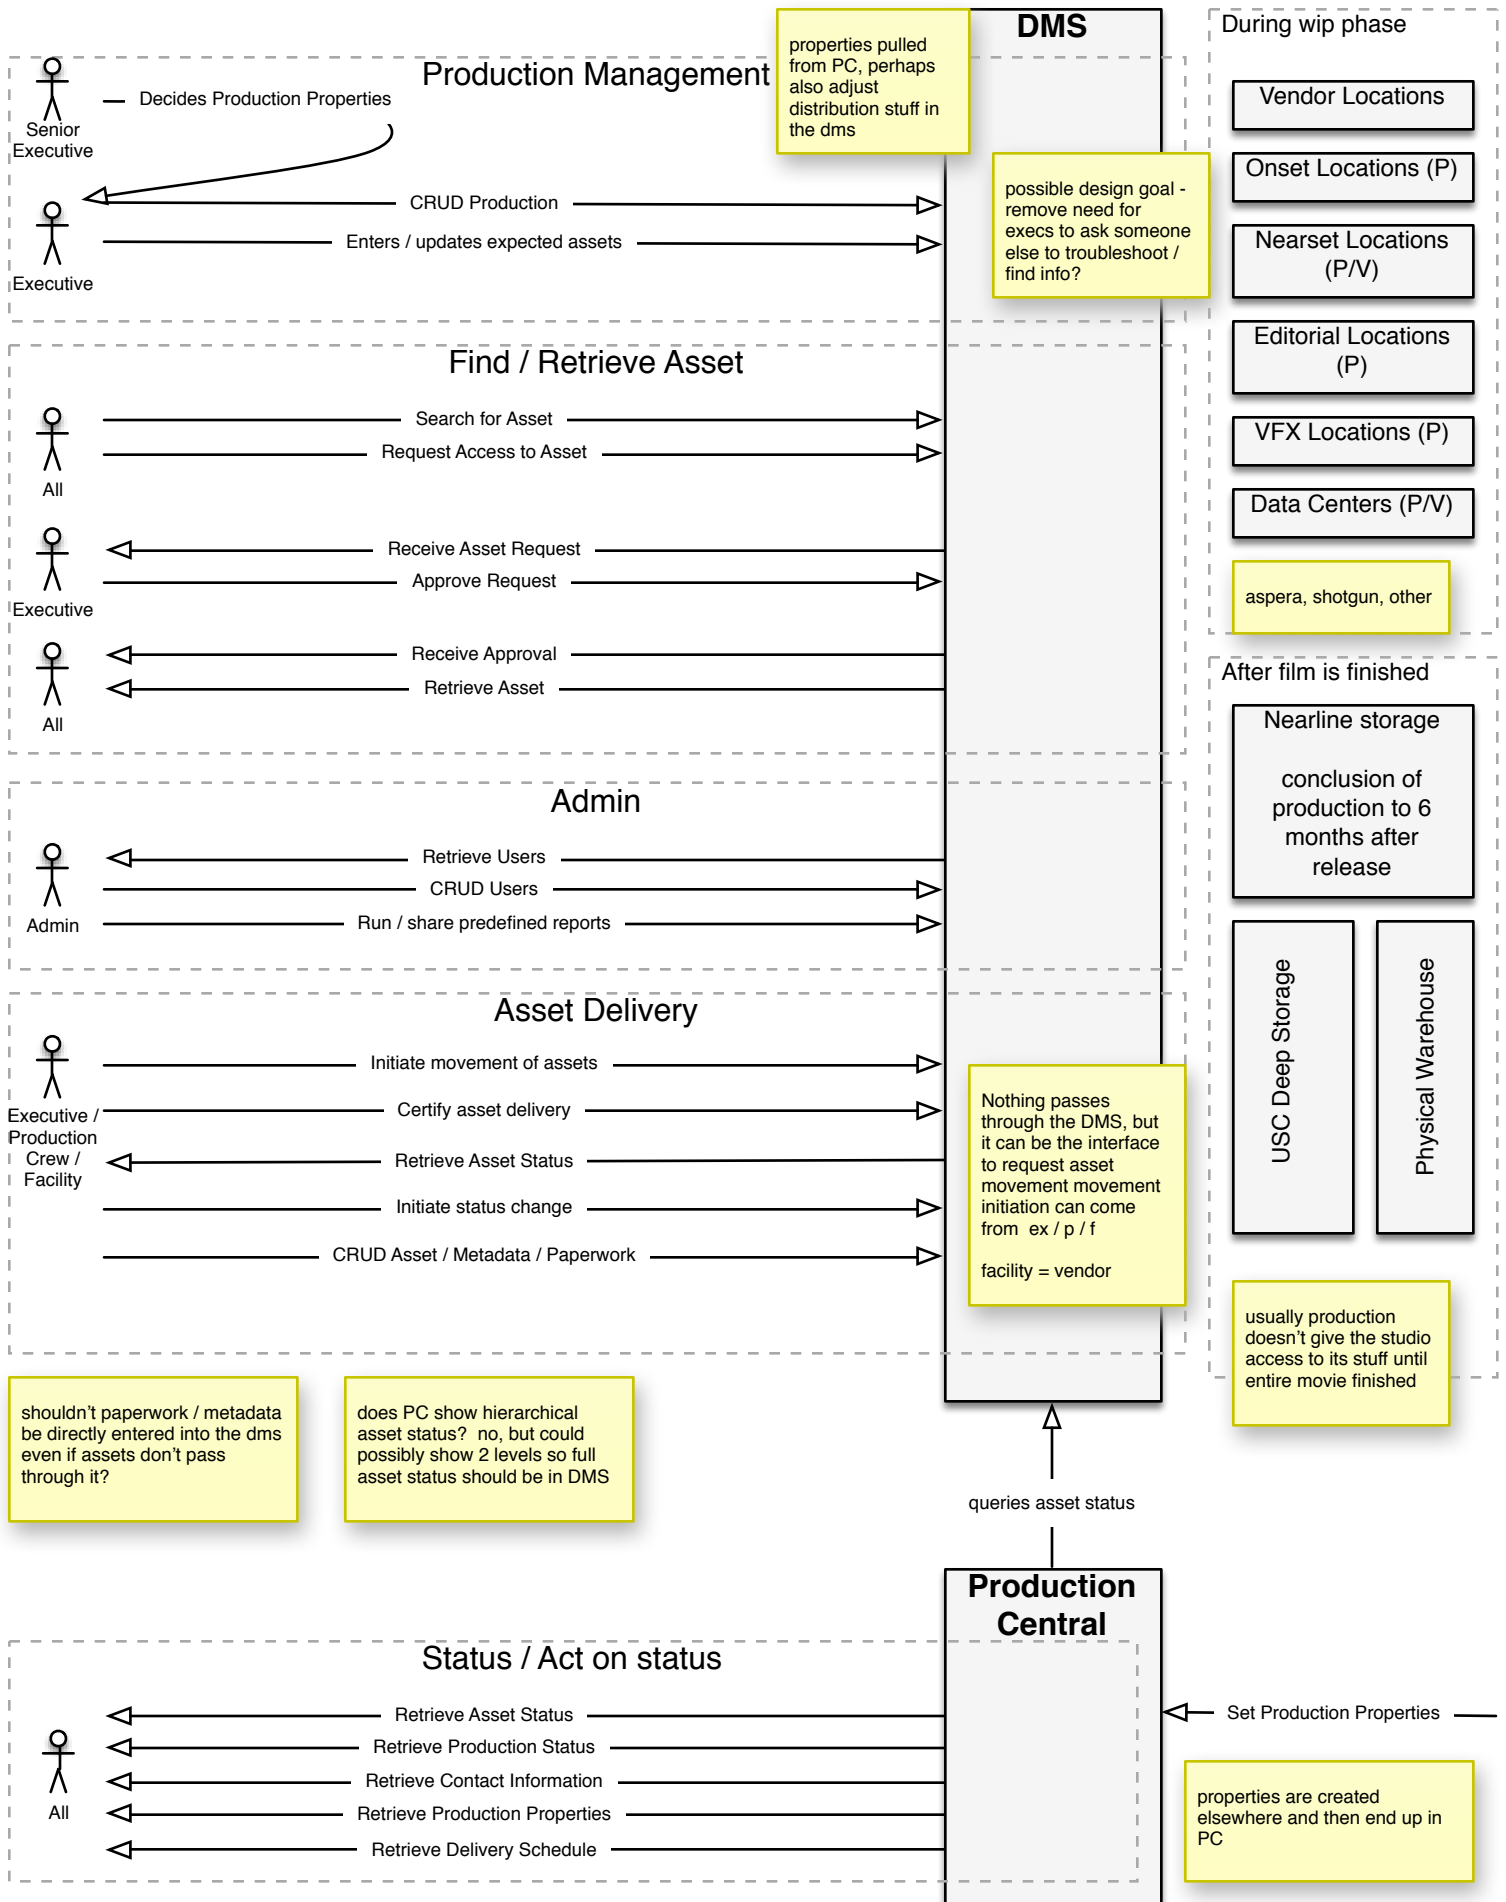 DMS
Production Management
Senior
Executive
Decides Production Properties
Executive
CRUD Production
Enters / updates expected assets
properties pulled
from PC, perhaps
also adjust
distribution stuff in
the dms
possible design goal -
remove need for
execs to ask someone
else to troubleshoot /
find info?
Find / Retrieve Asset
All
Search for Asset
Request Access to Asset
Executive
Receive Asset Request
Approve Request
All
Receive Approval
Retrieve Asset
Admin
Admin
Retrieve Users
CRUD Users
Run / share predefined reports
Asset Delivery
Executive /
Production
Crew /
Facility
Initiate movement of assets
Certify asset delivery
Retrieve Asset Status
Initiate status change
CRUD Asset / Metadata / Paperwork
Nothing passes
through the DMS, but
it can be the interface
to request asset
movement movement
initiation can come
from  ex / p / f
facility = vendor
shouldn't paperwork / metadata
be directly entered into the dms
even if assets don't pass
through it?
does PC show hierarchical
asset status?  no, but could
possibly show 2 levels so full
asset status should be in DMS
queries asset status
Production
Central
Status / Act on status
All
Retrieve Asset Status
Retrieve Production Status
Retrieve Contact Information
Retrieve Production Properties
Retrieve Delivery Schedule
Set Production Properties
properties are created
elsewhere and then end up in
PC
During wip phase
Vendor Locations
Onset Locations (P)
Nearset Locations
(P/V)
Editorial Locations
(P)
VFX Locations (P)
Data Centers (P/V)
aspera, shotgun, other
After film is finished
Nearline storage
conclusion of
production to 6
months after
release
USC Deep Storage
Physical Warehouse
usually production
doesn't give the studio
access to its stuff until
entire movie finished